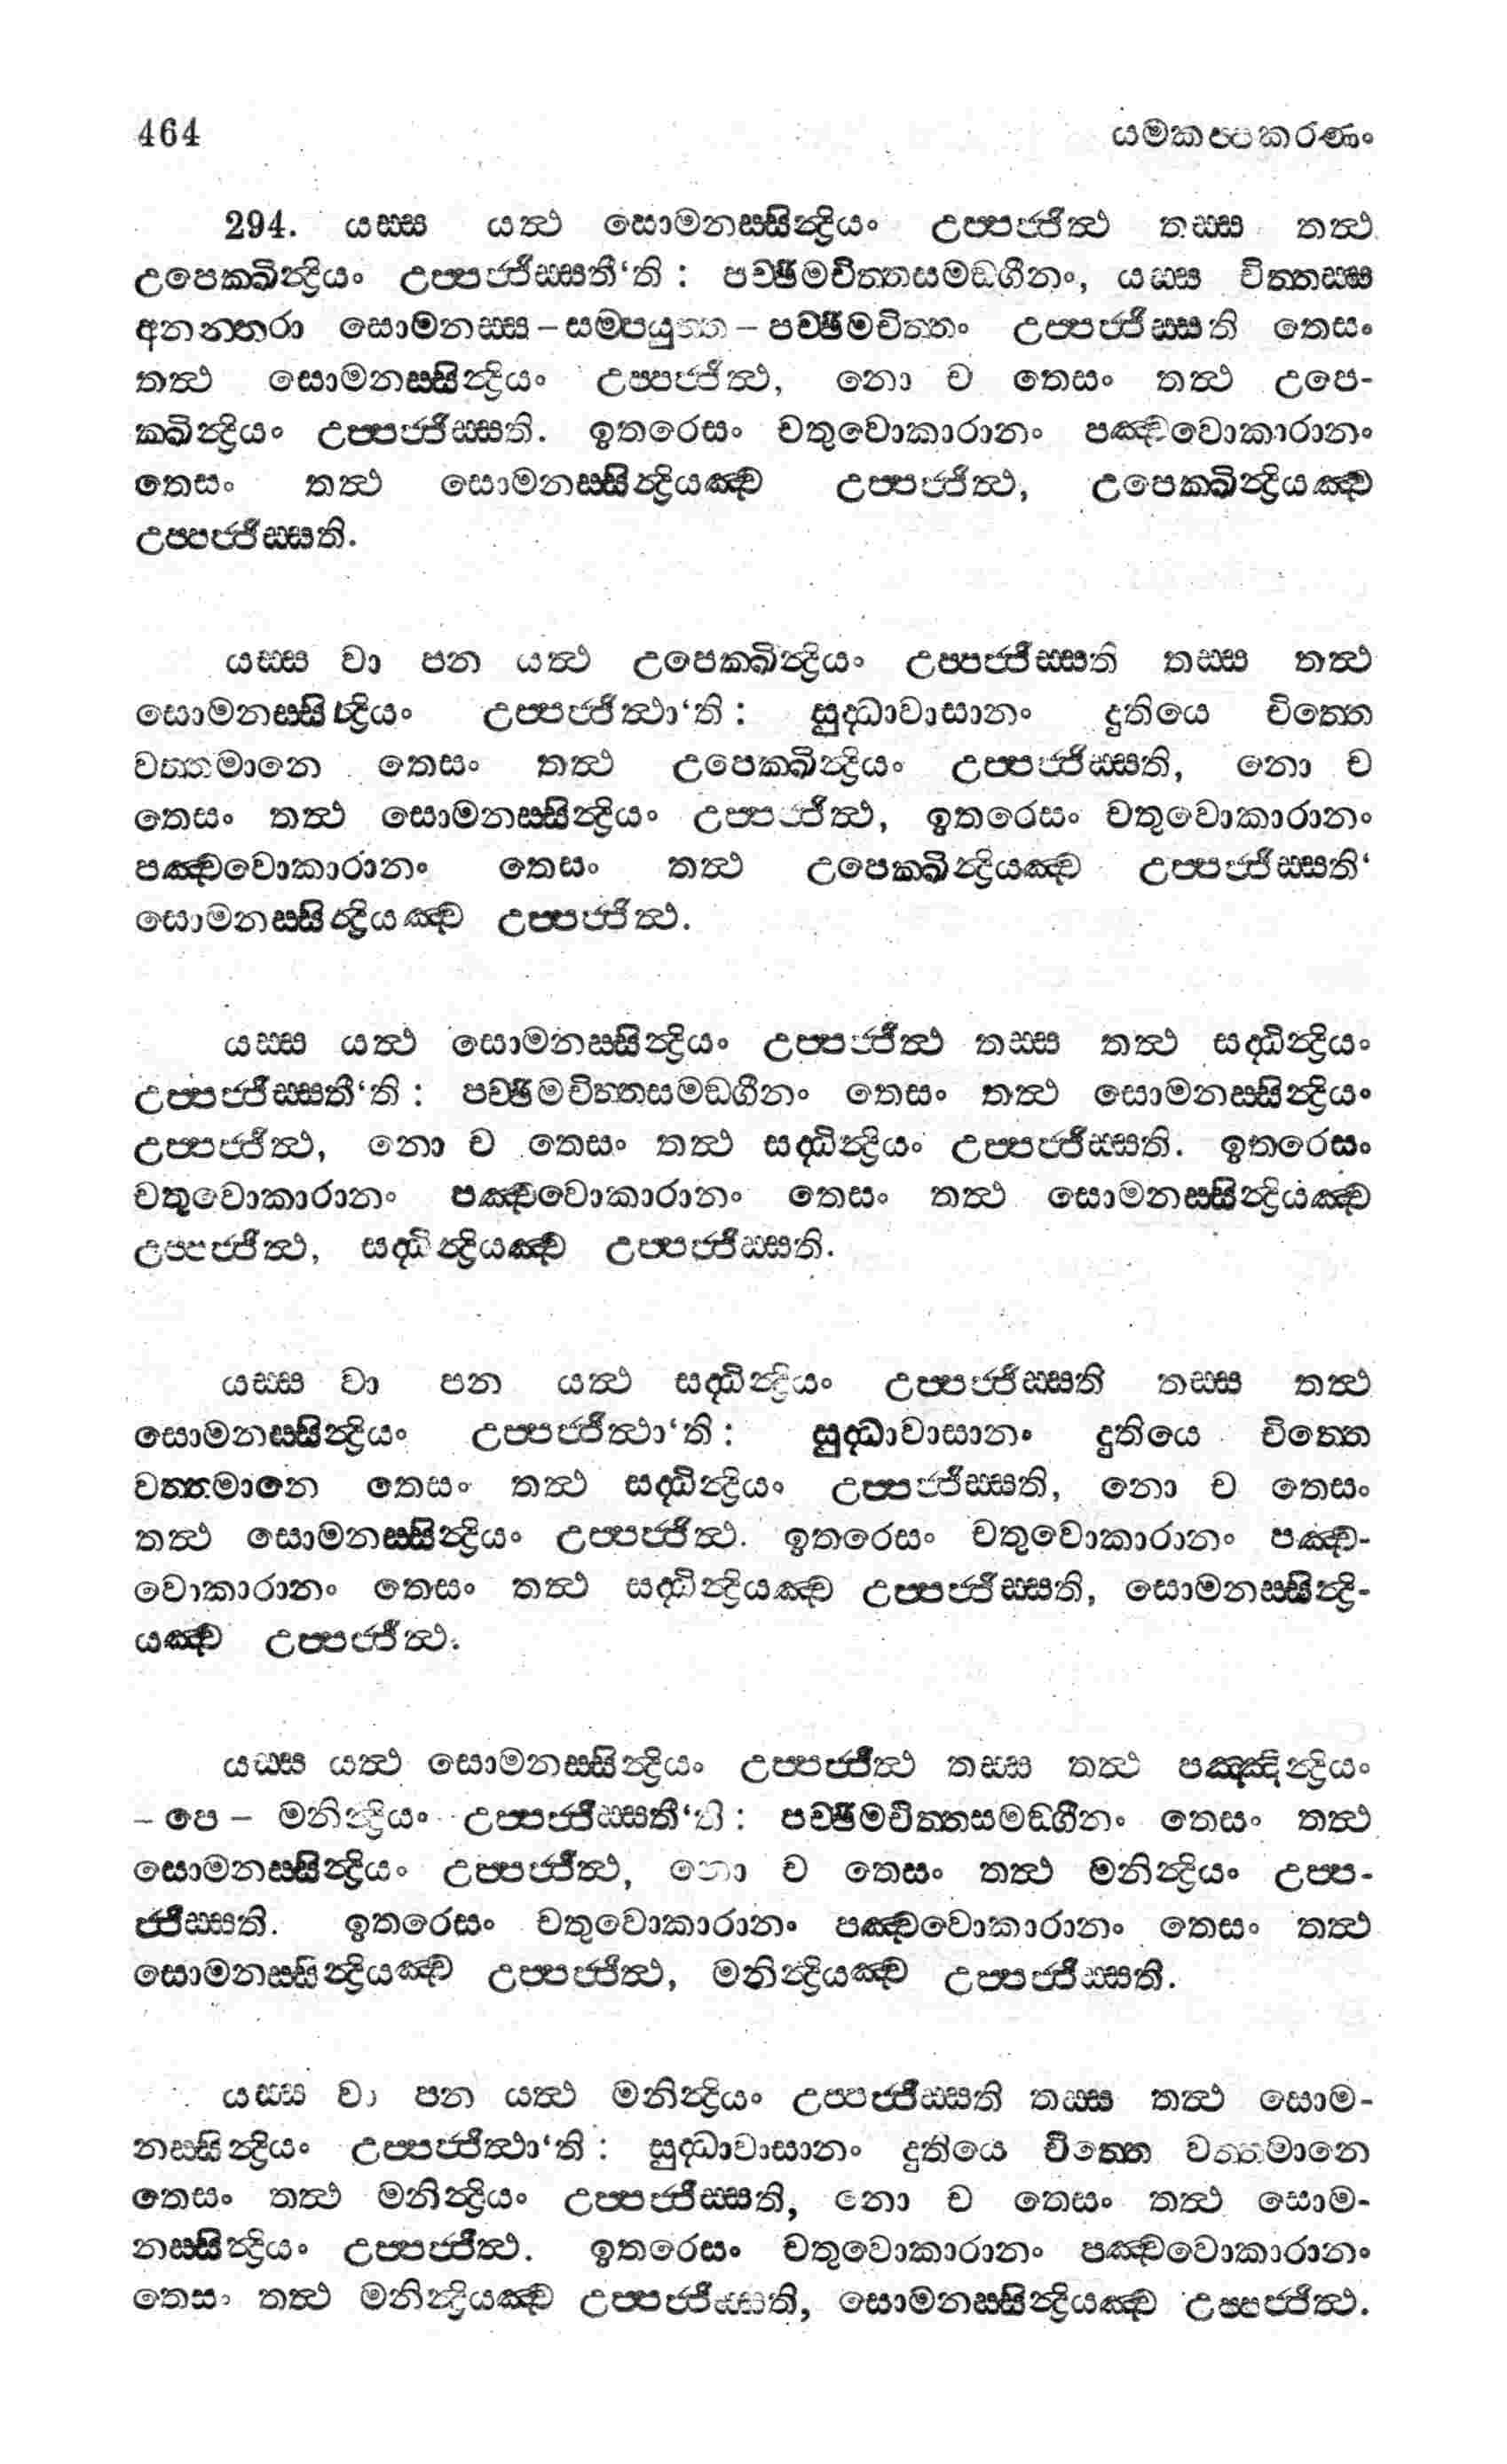 464
යමකප්පකරණං
294. යස්ස යත්ථ සොමනස්සින්ද්‍රියං උප්පජ්ජිත්ථ තස්ස තත්ථ
උපෙක්ඛින්ද්‍රියං උප්පජ්ජිස්සතී‘ති : පච්ඡිමචිත්තසමඞ්ගීනං, යස්ස චිත්තස්ස
අනන්තරා සොමනස්ස – සම්පයුත්ත – පච්ඡිමචිත්තං උප්පජ්ජිස්සති තෙසං
තත්ථ සොමනස්සින්ද්‍රියං උප්පජ්ජිත්ථ, නො ච තෙසං තත්ථ උපෙ-
ක්ඛින්ද්‍රියං උප්පජ්ජිස්සති. ඉතරෙසං චතුවොකාරානං පඤ්චවොකාරානං
තෙසං තත්ථ සොමනස්සින්ද්‍රියඤ්ච උප්පජ්ජිත්ථ, උපෙක්ඛින්ද්‍රියඤ්ච
උප්පජ්ජිස්සති.
යස්ස වා පන යත්ථ උපෙක්ඛින්ද්‍රියං උප්පජ්ජිස්සති තස්ස තත්ථ
සොමනස්සින්ද්‍රියං උප්පජ්ජිත්ථා‘ති : සුද්ධාවාසානං දුතියෙ චිත්තෙ
වත්තමානෙ තෙසං තත්ථ උපෙක්ඛින්ද්‍රියං උප්පජ්ජිස්සති, නො ච
තෙසං තත්ථ සොමනස්සින්ද්‍රියං උප්පජ්ජිත්ථ, ඉතරෙසං චතුවොකාරානං
පඤ්චවොකාරානං තෙසං තත්ථ උපෙක්ඛින්ද්‍රියඤ්ච උප්පජ්ජිස්සති‘
සොමනස්සින්ද්‍රියඤ්ච උප්පජ්ජිත්ථ.
යස්ස යත්ථ සොමනස්සින්ද්‍රියං උප්පජ්ජිත්ථ තස්ස තත්ථ සද්ධින්ද්‍රියං
උප්පජ්ජිස්සතී‘ති : පච්ඡිමචිත්තසමඞ්ගීනං තෙසං තත්ථ සොමනස්සින්ද්‍රියං
උප්පජ්ජිත්ථ, නො ච තෙසං තත්ථ සද්ධින්ද්‍රියං උප්පජ්ජිස්සති. ඉතරෙසං
චතුවොකාරානං පඤ්චවොකාරානං තෙසං තත්ථ සොමනස්සින්ද්‍රියඤ්ච
උප්පජ්ජිත්ථ, සද්ධින්ද්‍රියඤ්ච උප්පජ්ජිස්සති.
යස්ස වා පන යත්ථ සද්ධින්ද්‍රියං උප්පජ්ජිස්සති තස්ස තත්ථ
සොමනස්සින්ද්‍රියං උප්පජ්ජිත්ථා‘ති : සුද්ධාවාසානං දුතියෙ චිත්තෙ
වත්තමානෙ තෙසං තත්ථ සද්ධින්ද්‍රියං උප්පජ්ජිස්සති, නො ච තෙසං
තත්ථ සොමනස්සින්ද්‍රියං උප්පජ්ජිත්ථ. ඉතරෙසං චතුවොකාරානං පඤ්ච-
වොකාරානං තෙසං තත්ථ සද්ධින්ද්‍රියඤ්ච උප්පජ්ජිස්සති, සොමනස්සින්ද්‍රි-
යඤ්ච උප්පජ්ජිත්ථ.
යස්ස යත්ථ සොමනස්සින්ද්‍රියං උප්පජ්ජිත්ථ තස්ස තත්ථ පඤ්ඤින්ද්‍රියං
– පෙ – මනින්ද්‍රියං උප්පජ්ජිස්සතී‘ති : පච්ඡිමචිත්තසමඞ්ගීනං තෙසං තත්ථ
සොමනස්සින්ද්‍රියං උප්පජ්ජිත්ථ, නො ච තෙසං තත්ථ මනින්ද්‍රියං උප්ප-
ජ්ජිස්සති. ඉතරෙසං චතුවොකාරානං පඤ්චවොකාරානං තෙසං තත්ථ
සොමනස්සින්ද්‍රියඤ්ච උප්පජ්ජිත්ථ, මනින්ද්‍රියඤ්ච උප්පජ්ජිස්සති.
යස්ස වා පන යත්ථ මනින්ද්‍රියං උප්පජ්ජිස්සති තස්ස තත්ථ සොම-
නස්සින්ද්‍රියං උප්පජ්ජිත්ථා‘ති : සුද්ධාවාසානං දුතියෙ චිත්තෙ වත්තමානෙ
තෙසං තත්ථ මනින්ද්‍රියං උප්පජ්ජිස්සති, නො ච තෙසං තත්ථ සොම-
නස්සින්ද්‍රියං උප්පජ්ජිත්ථ. ඉතරෙසං චතුවොකාරානං පඤ්චවොකාරානං
තෙසං තත්ථ මනින්ද්‍රියඤ්ච උප්පජ්ජිස්සති, සොමනස්සින්ද්‍රියඤ්ච උප්පජ්ජිත්ථ.